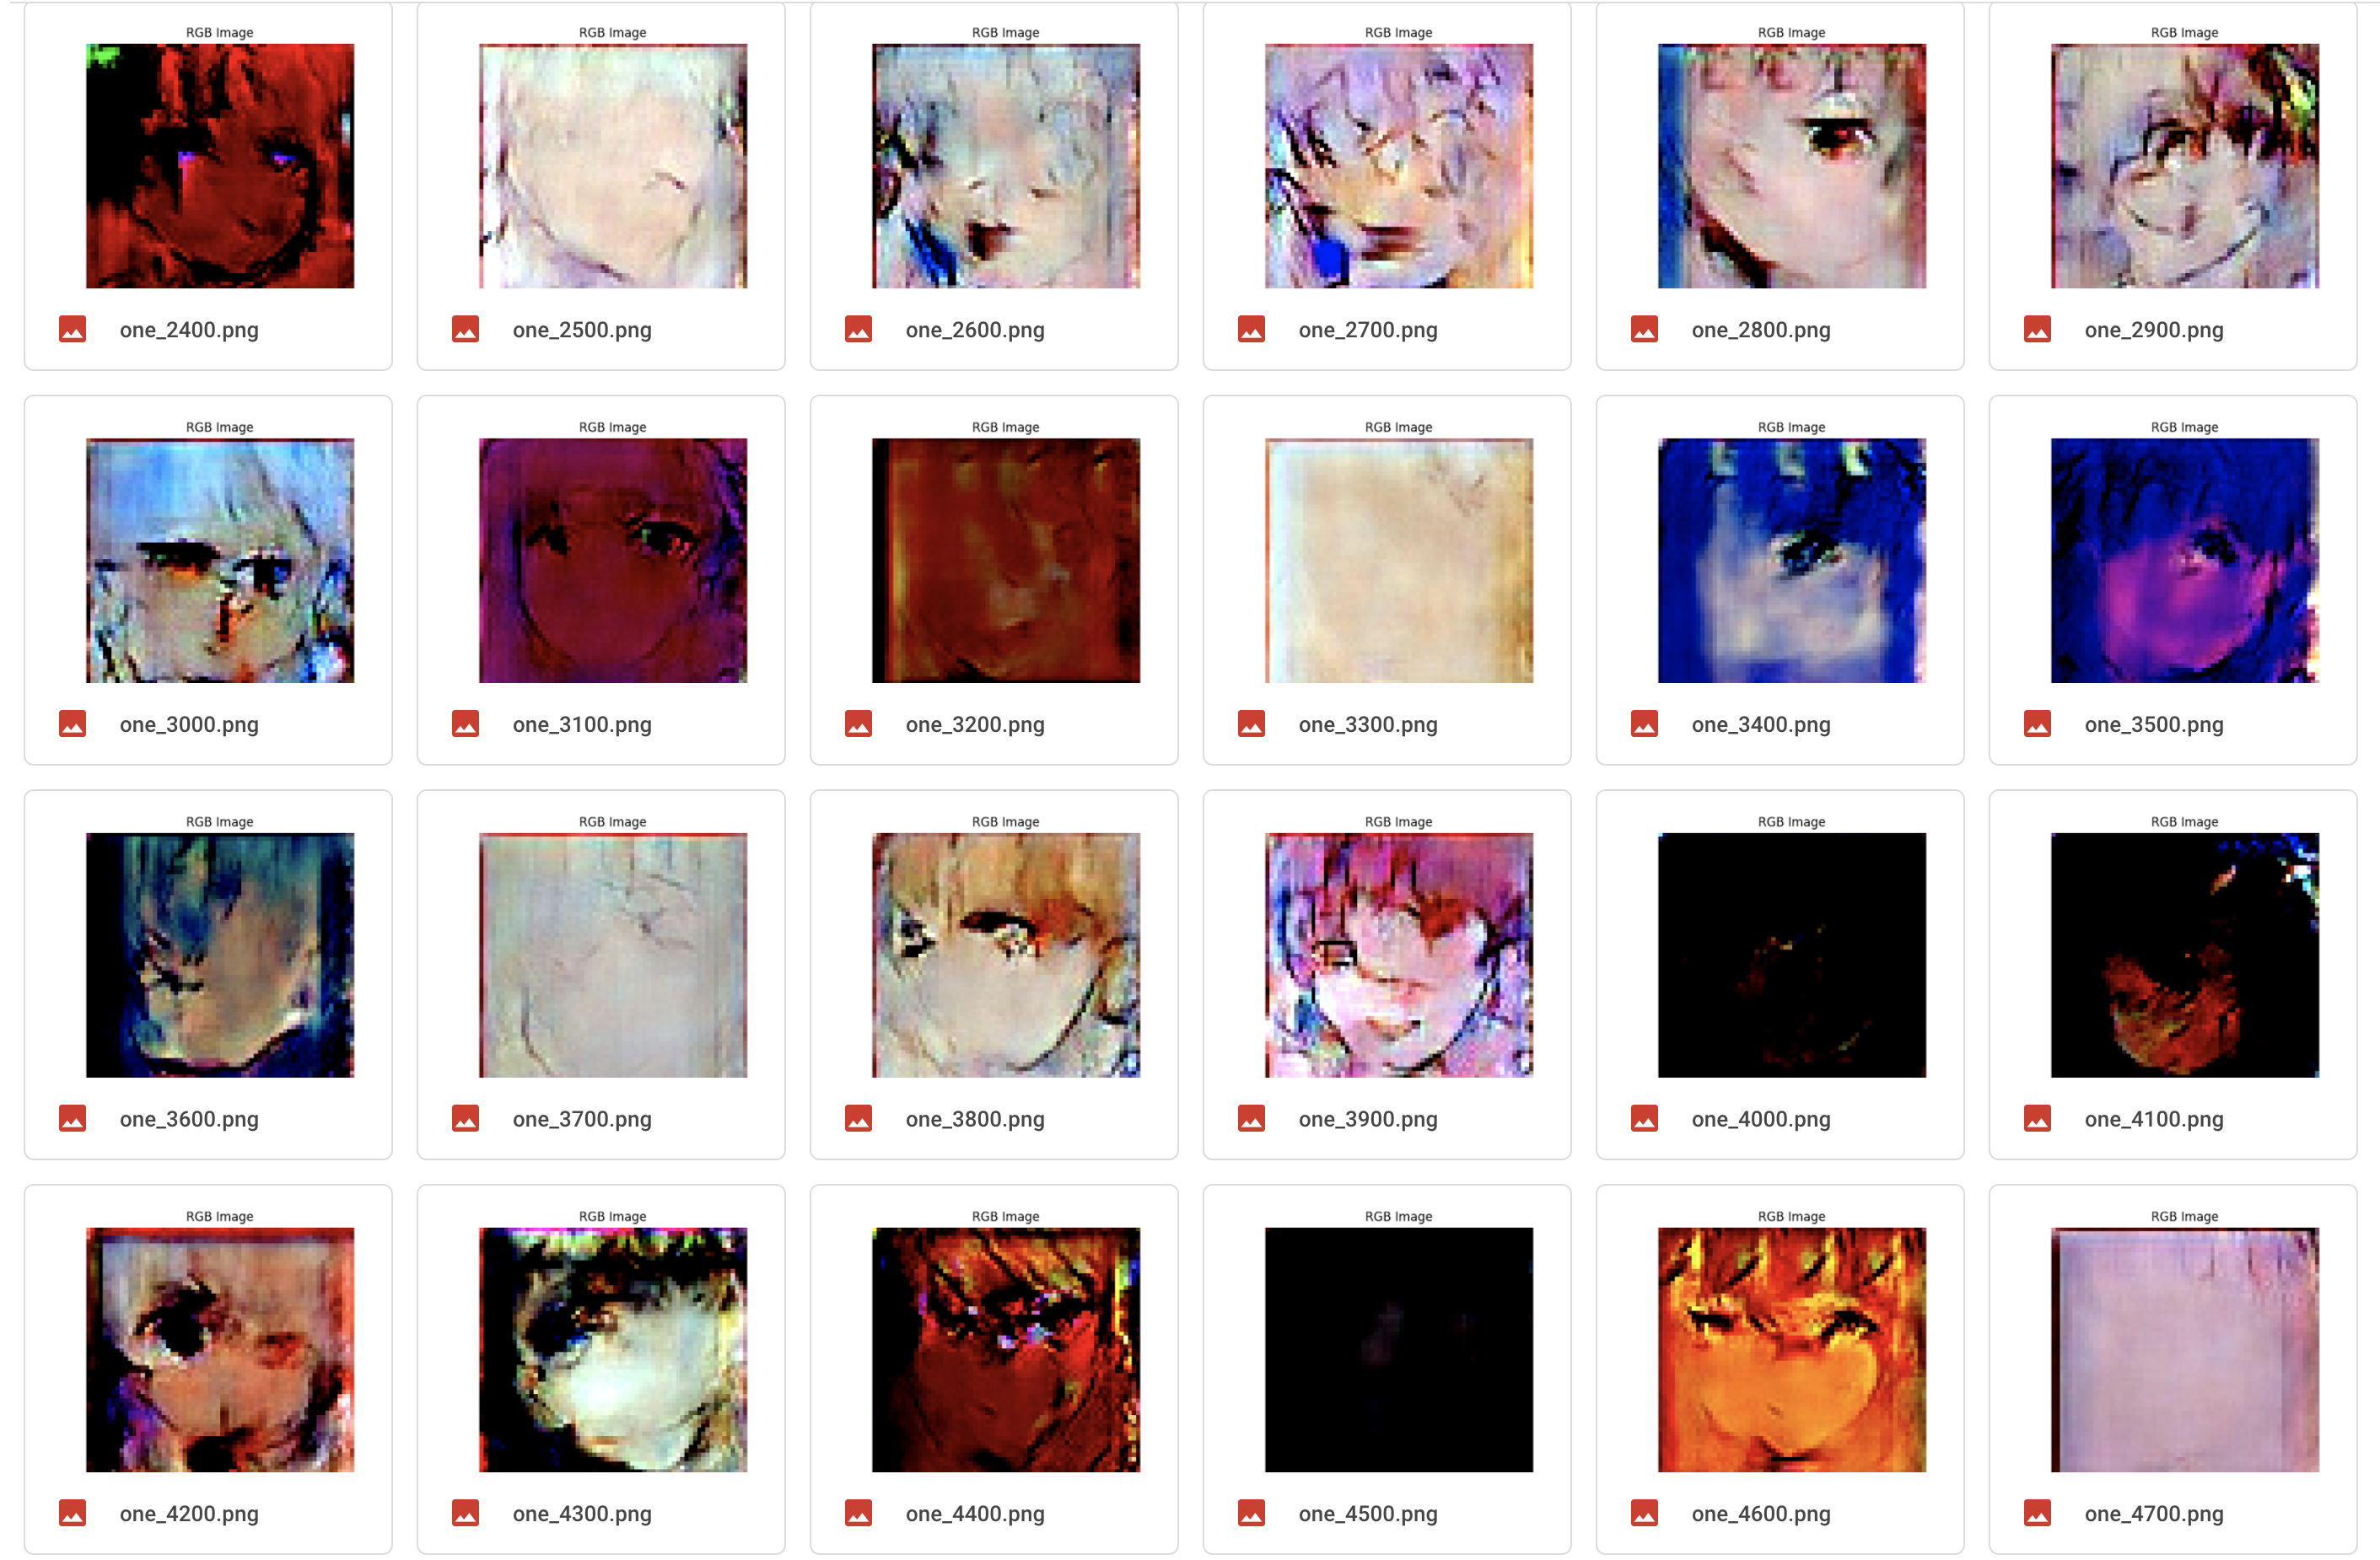 RGB Image RGB Image RGB Image RGB Image RGB Image RGB Image
one_2400.png one_2500.png one_2600.png one_2700.png one_2800.png one_2900.png
RGB Image RGB Image RGB Image RGB Image RGB Image RGB Image
one_3000.png one_3100.png one_3200.png one_3300.png one_3400.png one_3500.png
RGB Image RGB Image RGB Image RGB Image RGB Image RGB Image
one_3600.png one_3700.png one_3800.png one_3900.png one_4000.png one_4100.png
RGB Image RGB Image RGB Image RGB Image RGB Image RGB Image
one_4200.png one_4300.png one_4400.png one_4500.png one_4600.png one_4700.png